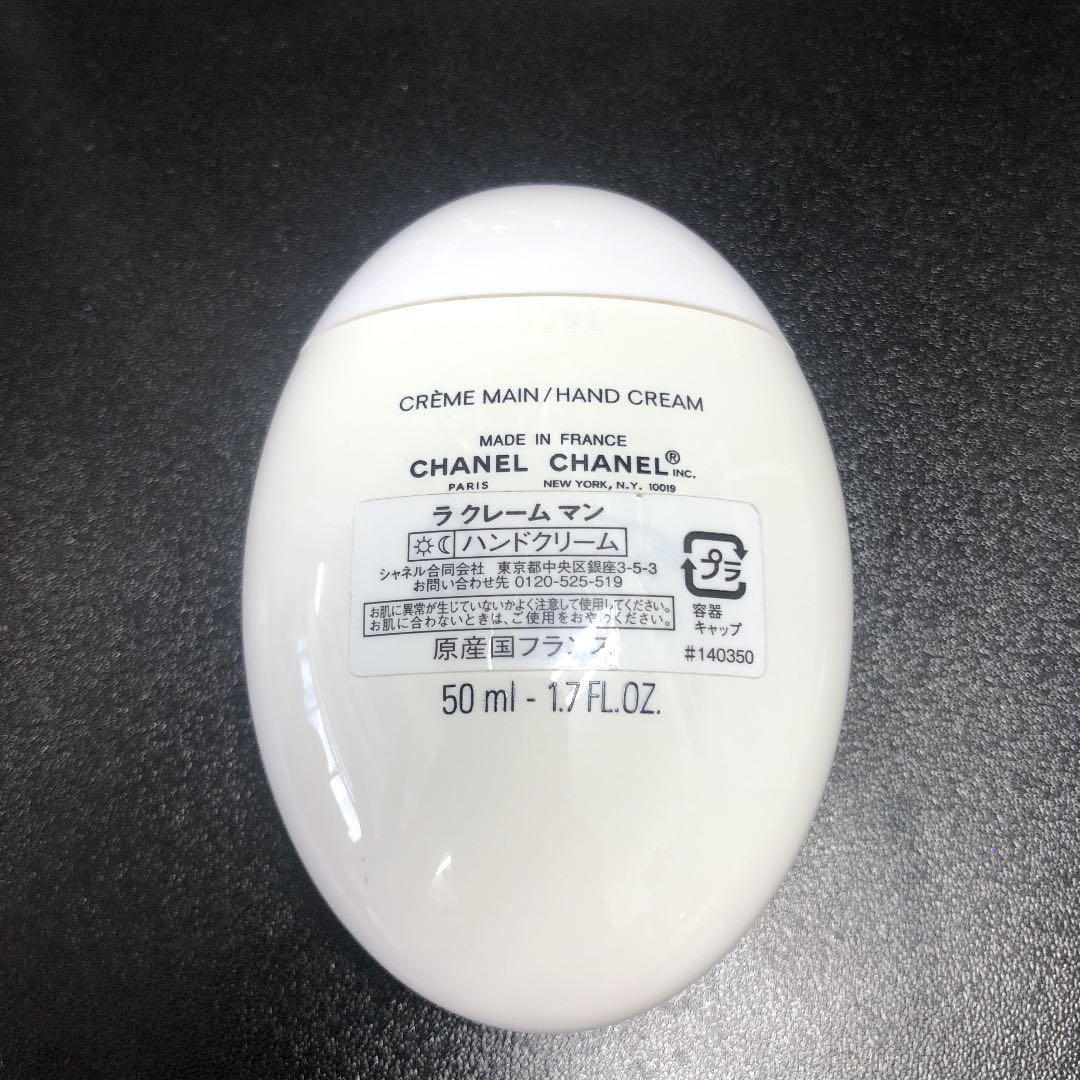 CRÈME MAIN / HAND CREAM
MADE IN FRANCE
CHANEL CHANEL® INC.
PARIS NEW YORK, N.Y. 10019
ラ クレーム マン
ハンドクリーム
シャネル合同会社 東京都中央区銀座3-5-3
お問い合わせ先 0120-525-519
お肌に異常が生じていないかよく注意して使用してください。
お肌に合わないときは、ご使用をおやめください。
原産国フランス
プラ
容器
キャップ
#140350
50 ml - 1.7 FL.OZ.